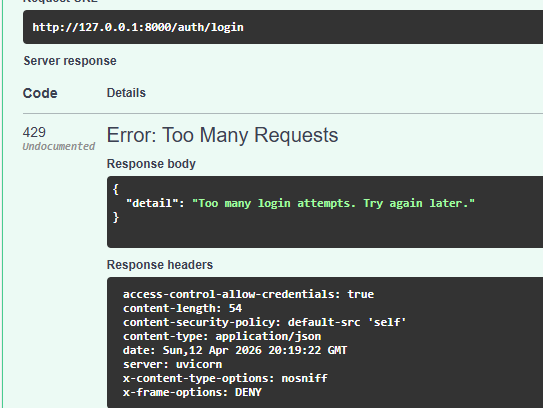 Request URL
http://127.0.0.1:8000/auth/login
Server response
Code Details
429 Error: Too Many Requests
Undocumented
Response body
{
  "detail": "Too many login attempts. Try again later."
}
Response headers
access-control-allow-credentials: true
content-length: 54
content-security-policy: default-src 'self'
content-type: application/json
date: Sun,12 Apr 2026 20:19:22 GMT
server: uvicorn
x-content-type-options: nosniff
x-frame-options: DENY